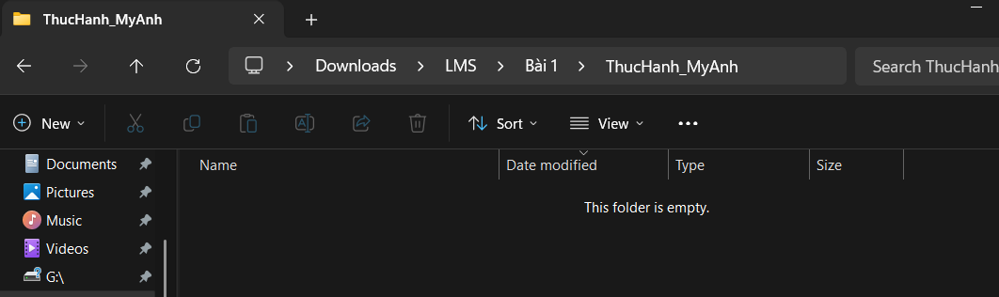 ThucHanh_MyAnh
Downloads > LMS > Bài 1 > ThucHanh_MyAnh
Search ThucHanh
New
Sort
View
Documents
Pictures
Music
Videos
G:\
Name Date modified Type Size
This folder is empty.